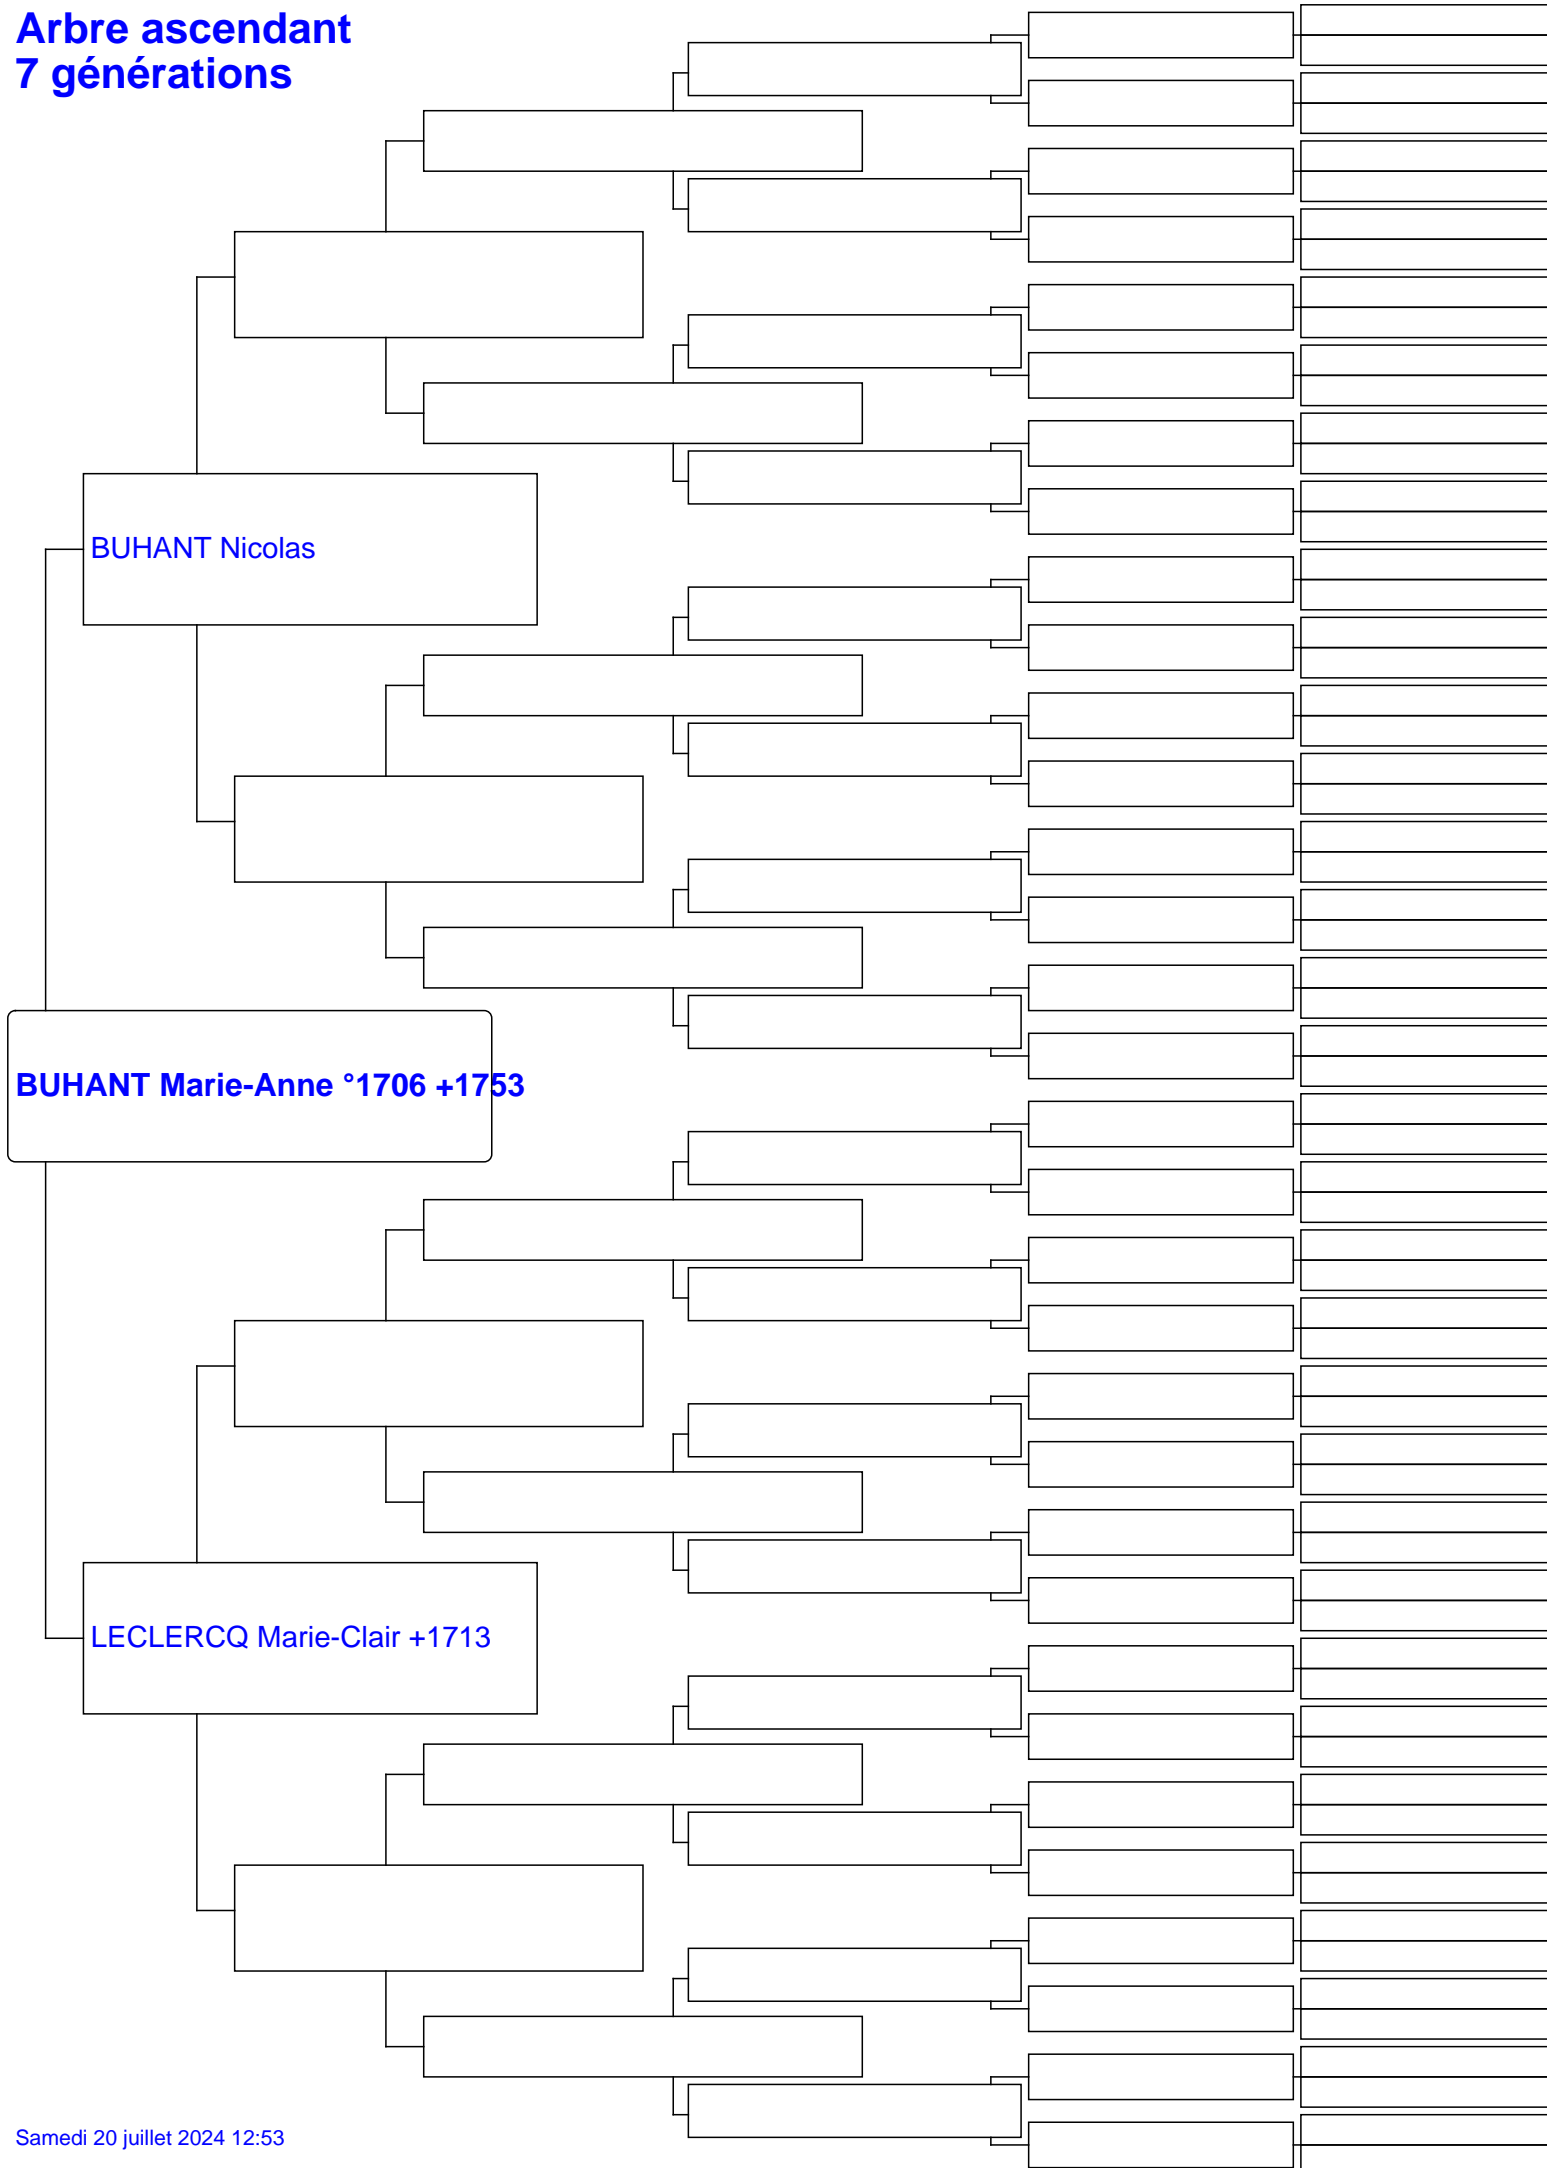 Arbre ascendant
7 générations
BUHANT Nicolas
BUHANT Marie-Anne °1706 +1753
LECLERCQ Marie-Clair +1713
Samedi 20 juillet 2024 12:53